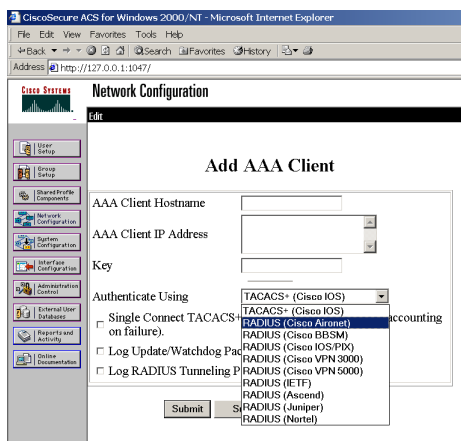 CiscoSecure ACS for Windows 2000/NT - Microsoft Internet Explorer
File Edit View Favorites Tools Help
Back Search Favorites History
Address http://127.0.0.1:1047/
CISCO SYSTEMS
Network Configuration
Edit
User Setup
Group Setup
Shared Profile Components
Network Configuration
System Configuration
Interface Configuration
Administration Control
External User Databases
Reports and Activity
Online Documentation
Add AAA Client
AAA Client Hostname
AAA Client IP Address
Key
Authenticate Using TACACS+ (Cisco IOS)
TACACS+ (Cisco IOS)
RADIUS (Cisco Aironet)
RADIUS (Cisco BBSM)
RADIUS (Cisco IOS/PIX)
RADIUS (Cisco VPN 3000)
RADIUS (Cisco VPN 5000)
RADIUS (IETF)
RADIUS (Ascend)
RADIUS (Juniper)
RADIUS (Nortel)
Single Connect TACACS+ accounting
on failure).
Log Update/Watchdog Pac
Log RADIUS Tunneling P
Submit